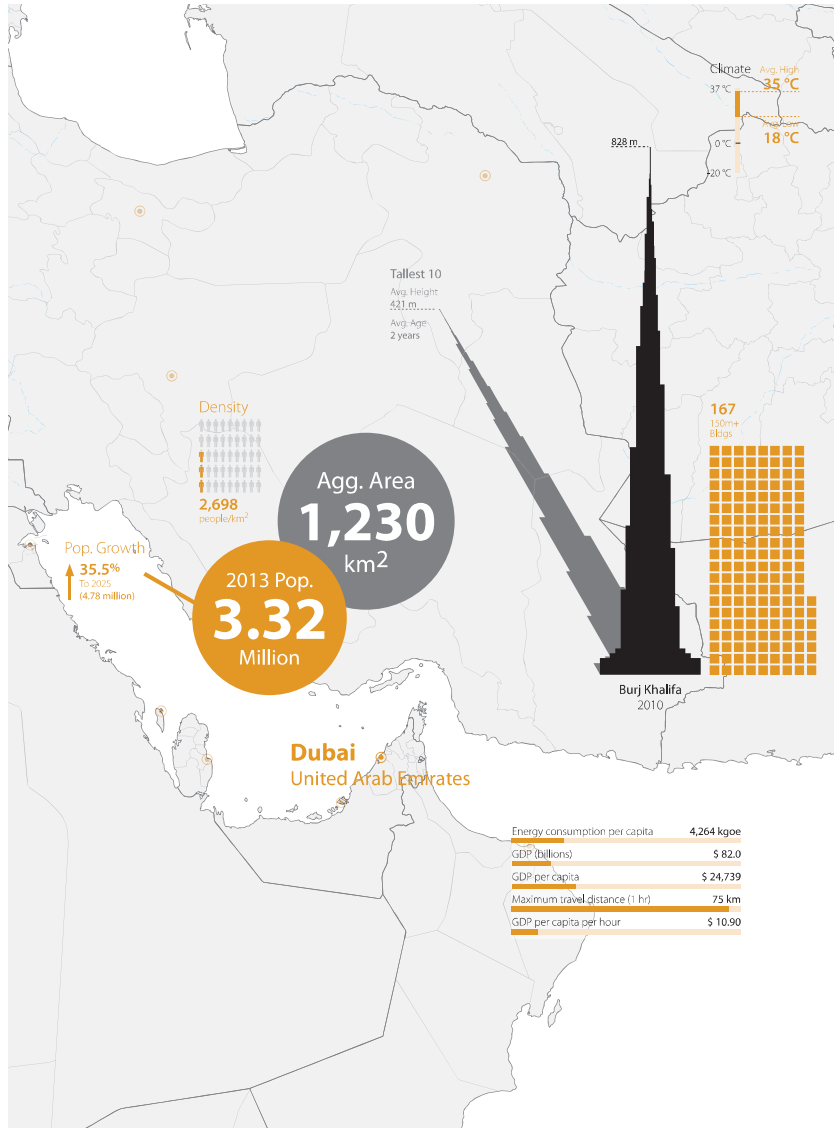 Climate
Avg. High
35 °C
37 °C
Avg. Low
18 °C
0 °C
-20 °C
828 m
Tallest 10
Avg. Height
421 m
Avg. Age
2 years
Density
2,698
people/km²
167
150m+
Bldgs
Agg. Area
1,230
km²
Pop. Growth
35.5%
To 2025
(4.78 million)
2013 Pop.
3.32
Million
Burj Khalifa
2010
Dubai
United Arab Emirates
Energy consumption per capita 4,264 kgoe
GDP (billions) $ 82.0
GDP per capita $ 24,739
Maximum travel distance (1 hr) 75 km
GDP per capita per hour $ 10.90